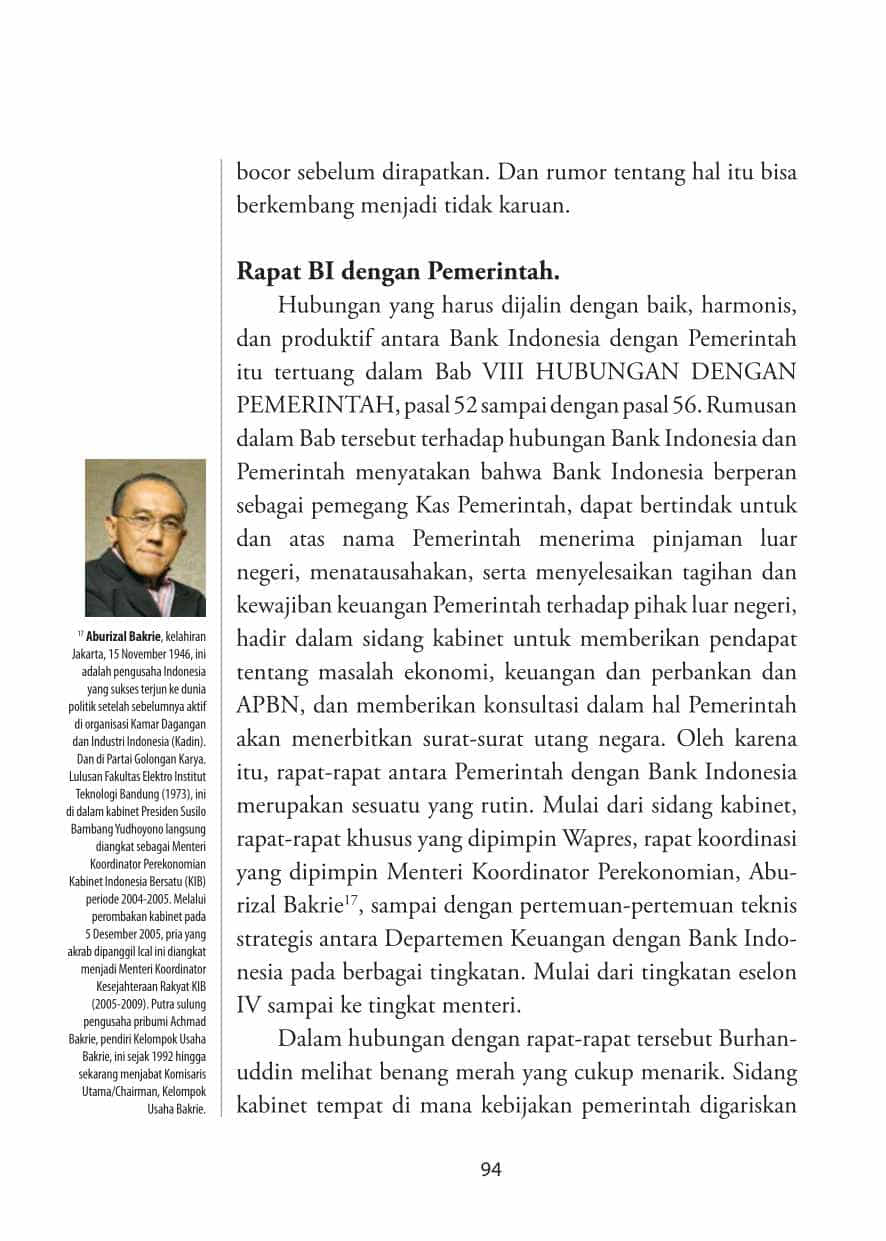 bocor sebelum dirapatkan. Dan rumor tentang hal itu bisa
berkembang menjadi tidak karuan.
Rapat BI dengan Pemerintah.
Hubungan yang harus dijalin dengan baik, harmonis,
dan produktif antara Bank Indonesia dengan Pemerintah
itu tertuang dalam Bab VIII HUBUNGAN DENGAN
PEMERINTAH, pasal 52 sampai dengan pasal 56. Rumusan
dalam Bab tersebut terhadap hubungan Bank Indonesia dan
Pemerintah menyatakan bahwa Bank Indonesia berperan
sebagai pemegang Kas Pemerintah, dapat bertindak untuk
dan atas nama Pemerintah menerima pinjaman luar
negeri, menatausahakan, serta menyelesaikan tagihan dan
kewajiban keuangan Pemerintah terhadap pihak luar negeri,
hadir dalam sidang kabinet untuk memberikan pendapat
tentang masalah ekonomi, keuangan dan perbankan dan
APBN, dan memberikan konsultasi dalam hal Pemerintah
akan menerbitkan surat-surat utang negara. Oleh karena
itu, rapat-rapat antara Pemerintah dengan Bank Indonesia
merupakan sesuatu yang rutin. Mulai dari sidang kabinet,
rapat-rapat khusus yang dipimpin Wapres, rapat koordinasi
yang dipimpin Menteri Koordinator Perekonomian, Abu-
rizal Bakrie17, sampai dengan pertemuan-pertemuan teknis
strategis antara Departemen Keuangan dengan Bank Indo-
nesia pada berbagai tingkatan. Mulai dari tingkatan eselon
IV sampai ke tingkat menteri.
Dalam hubungan dengan rapat-rapat tersebut Burhan-
uddin melihat benang merah yang cukup menarik. Sidang
kabinet tempat di mana kebijakan pemerintah digariskan
17 Aburizal Bakrie, kelahiran
Jakarta, 15 November 1946, ini
adalah pengusaha Indonesia
yang sukses terjun ke dunia
politik setelah sebelumnya aktif
di organisasi Kamar Dagangan
dan Industri Indonesia (Kadin).
Dan di Partai Golongan Karya.
Lulusan Fakultas Elektro Institut
Teknologi Bandung (1973), ini
di dalam kabinet Presiden Susilo
Bambang Yudhoyono langsung
diangkat sebagai Menteri
Koordinator Perekonomian
Kabinet Indonesia Bersatu (KIB)
periode 2004-2005. Melalui
perombakan kabinet pada
5 Desember 2005, pria yang
akrab dipanggil Ical ini diangkat
menjadi Menteri Koordinator
Kesejahteraan Rakyat KIB
(2005-2009). Putra sulung
pengusaha pribumi Achmad
Bakrie, pendiri Kelompok Usaha
Bakrie, ini sejak 1992 hingga
sekarang menjabat Komisaris
Utama/Chairman, Kelompok
Usaha Bakrie.
94